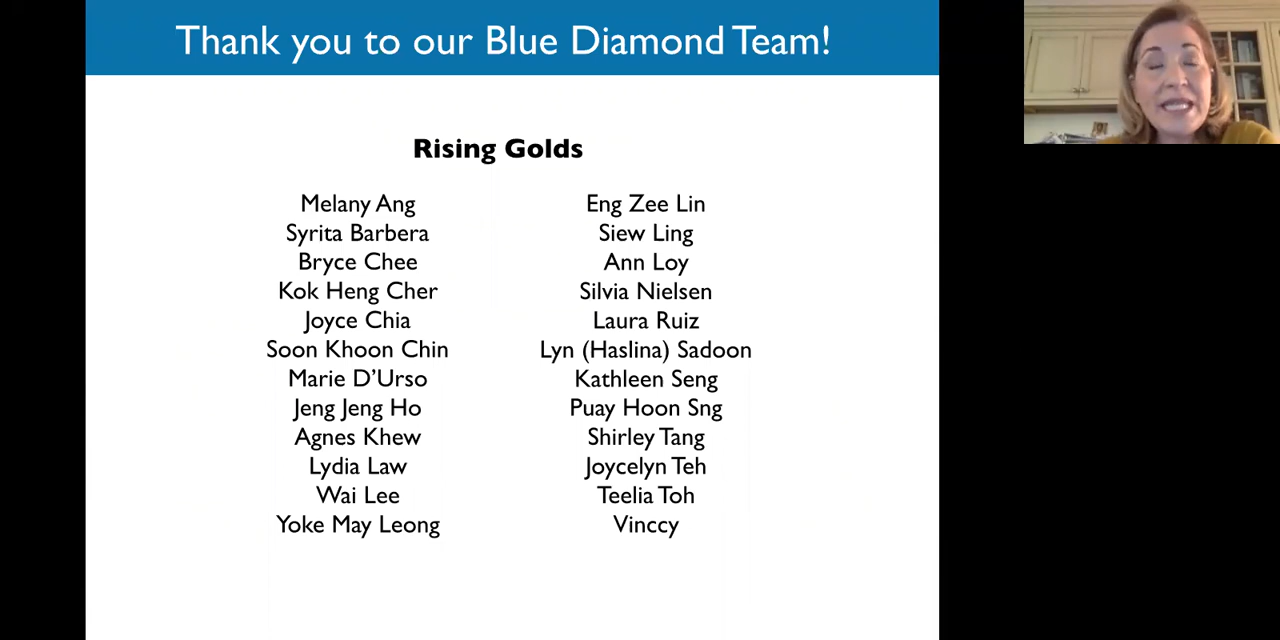 Thank you to our Blue Diamond Team!
Rising Golds
Melany Ang
Syrita Barbera
Bryce Chee
Kok Heng Cher
Joyce Chia
Soon Khoon Chin
Marie D’Urso
Jeng Jeng Ho
Agnes Khew
Lydia Law
Wai Lee
Yoke May Leong
Eng Zee Lin
Siew Ling
Ann Loy
Silvia Nielsen
Laura Ruiz
Lyn (Haslina) Sadoon
Kathleen Seng
Puay Hoon Sng
Shirley Tang
Joycelyn Teh
Teelia Toh
Vinccy